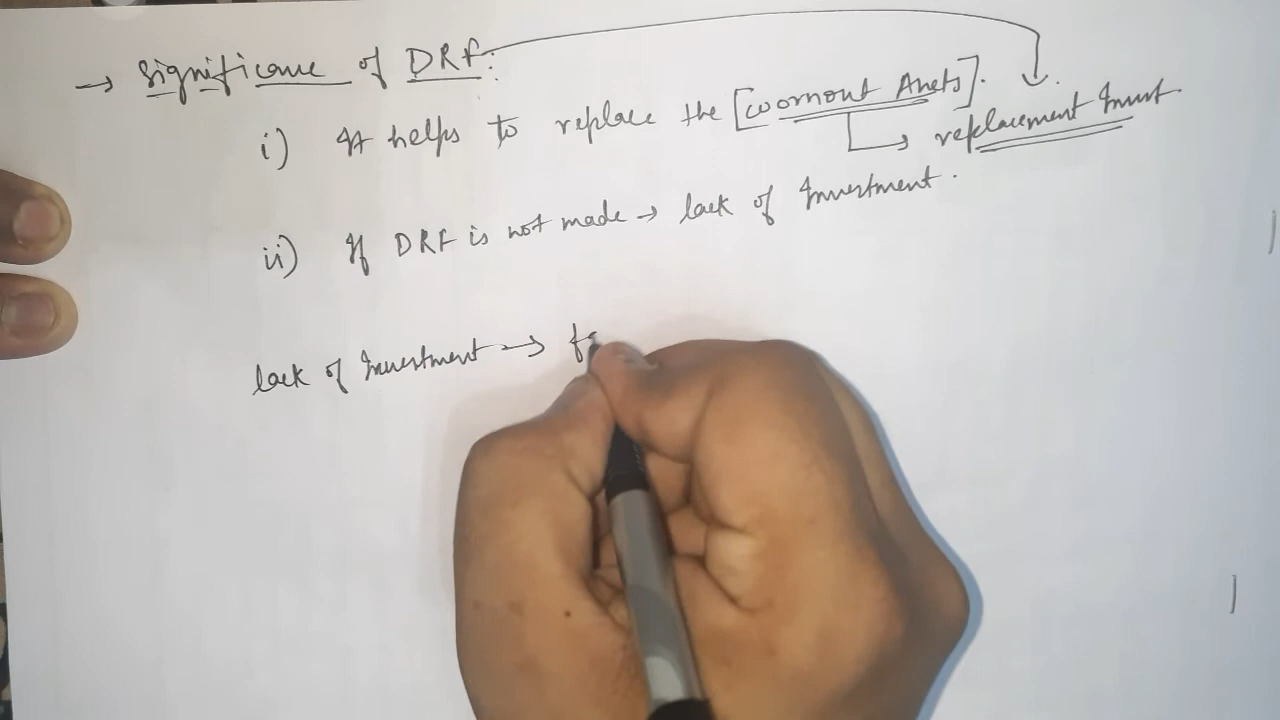 → Significance of DRF:
i) It helps to replace the [wornout Assets].
→ replacement Invest.
ii) If DRF is not made → lack of Investment.
lack of Investment → f